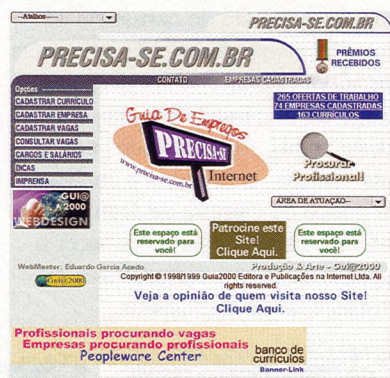 ---Atalhos------
PRECISA-SE.COM.BR
PRECISA-SE.COM.BR
PRÊMIOS
RECEBIDOS
CONTATO
EMPRESAS CADASTRADAS
Opções
CADASTRAR CURRÍCULO
CADASTRAR EMPRESA
CADASTRAR VAGAS
CONSULTAR VAGAS
CARGOS E SALÁRIOS
DICAS
IMPRENSA
GUI@
A 2000
WEBDESIGN
Guia De Empregos
PRECISA-SE
www.precisa-se.com.br
Internet
265 OFERTAS DE TRABALHO
74 EMPRESAS CADASTRADAS
163 CURRÍCULOS
Procurar
Profissional!
ÁREA DE ATUAÇÃO--
Este espaço está
reservado para
você!
Patrocine este
Site!
Clique Aqui.
Este espaço está
reservado para
você!
WebMaster: Eduardo Garcia Acedo
Produção & Arte - Gui@2000
Gui@2000
Copyright © 1998/1999 Guia2000 Editora e Publicações na Internet Ltda. All
rights reserved.
Veja a opinião de quem visita nosso Site!
Clique Aqui.
Profissionais procurando vagas
Empresas procurando profissionais
Peopleware Center
banco de
currículos
Banner-Link